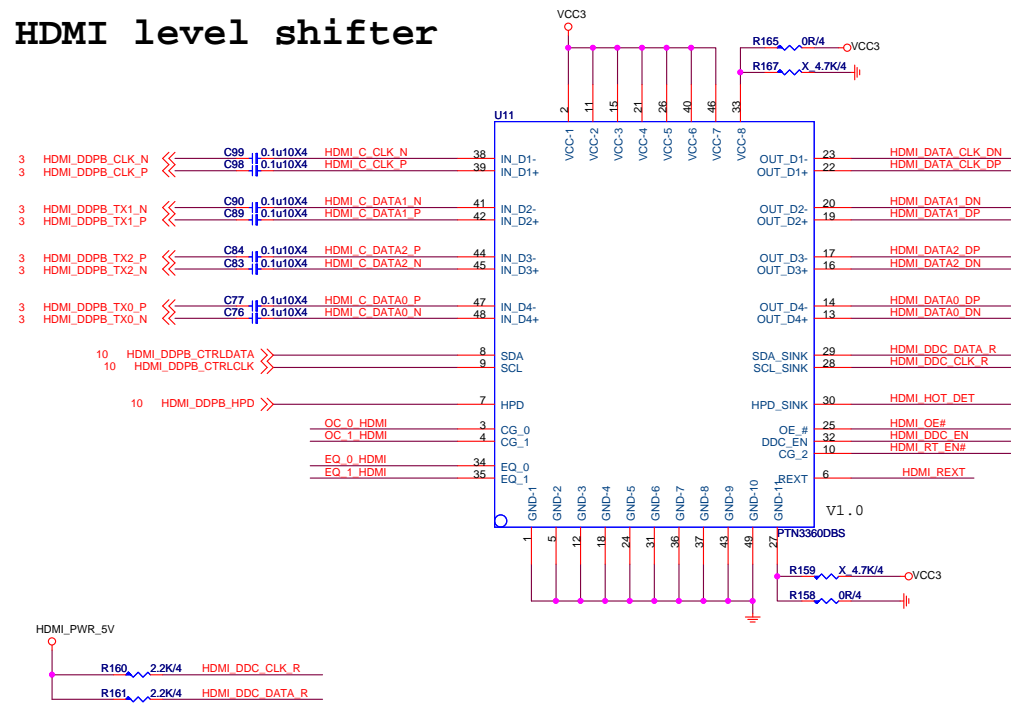 HDMI level shifter
VCC3
R165 0R/4 VCC3
R167 X_4.7K/4
2 11 15 21 26 40 46 33
U11
VCC-1 VCC-2 VCC-3 VCC-4 VCC-5 VCC-6 VCC-7 VCC-8
3 HDMI_DDPB_CLK_N C99 0.1u10X4 HDMI_C_CLK_N 38 IN_D1- OUT_D1- 23 HDMI_DATA_CLK_DN
3 HDMI_DDPB_CLK_P C98 0.1u10X4 HDMI_C_CLK_P 39 IN_D1+ OUT_D1+ 22 HDMI_DATA_CLK_DP
3 HDMI_DDPB_TX1_N C90 0.1u10X4 HDMI_C_DATA1_N 41 IN_D2- OUT_D2- 20 HDMI_DATA1_DN
3 HDMI_DDPB_TX1_P C89 0.1u10X4 HDMI_C_DATA1_P 42 IN_D2+ OUT_D2+ 19 HDMI_DATA1_DP
3 HDMI_DDPB_TX2_P C84 0.1u10X4 HDMI_C_DATA2_P 44 IN_D3- OUT_D3- 17 HDMI_DATA2_DP
3 HDMI_DDPB_TX2_N C83 0.1u10X4 HDMI_C_DATA2_N 45 IN_D3+ OUT_D3+ 16 HDMI_DATA2_DN
3 HDMI_DDPB_TX0_P C77 0.1u10X4 HDMI_C_DATA0_P 47 IN_D4- OUT_D4- 14 HDMI_DATA0_DP
3 HDMI_DDPB_TX0_N C76 0.1u10X4 HDMI_C_DATA0_N 48 IN_D4+ OUT_D4+ 13 HDMI_DATA0_DN
10 HDMI_DDPB_CTRLDATA 8 SDA SDA_SINK 29 HDMI_DDC_DATA_R
10 HDMI_DDPB_CTRLCLK 9 SCL SCL_SINK 28 HDMI_DDC_CLK_R
10 HDMI_DDPB_HPD 7 HPD HPD_SINK 30 HDMI_HOT_DET
OC_0_HDMI 3 CG_0 OE_# 25 HDMI_OE#
OC_1_HDMI 4 CG_1 DDC_EN 32 HDMI_DDC_EN
CG_2 10 HDMI_RT_EN#
EQ_0_HDMI 34 EQ_0
EQ_1_HDMI 35 EQ_1 REXT 6 HDMI_REXT
GND-1 GND-2 GND-3 GND-4 GND-5 GND-6 GND-7 GND-8 GND-9 GND-10 GND-11
V1.0
PTN3360DBS
1 5 12 18 24 31 36 37 43 49 27
R159 X_4.7K/4 VCC3
R158 0R/4
HDMI_PWR_5V
R160 2.2K/4 HDMI_DDC_CLK_R
R161 2.2K/4 HDMI_DDC_DATA_R